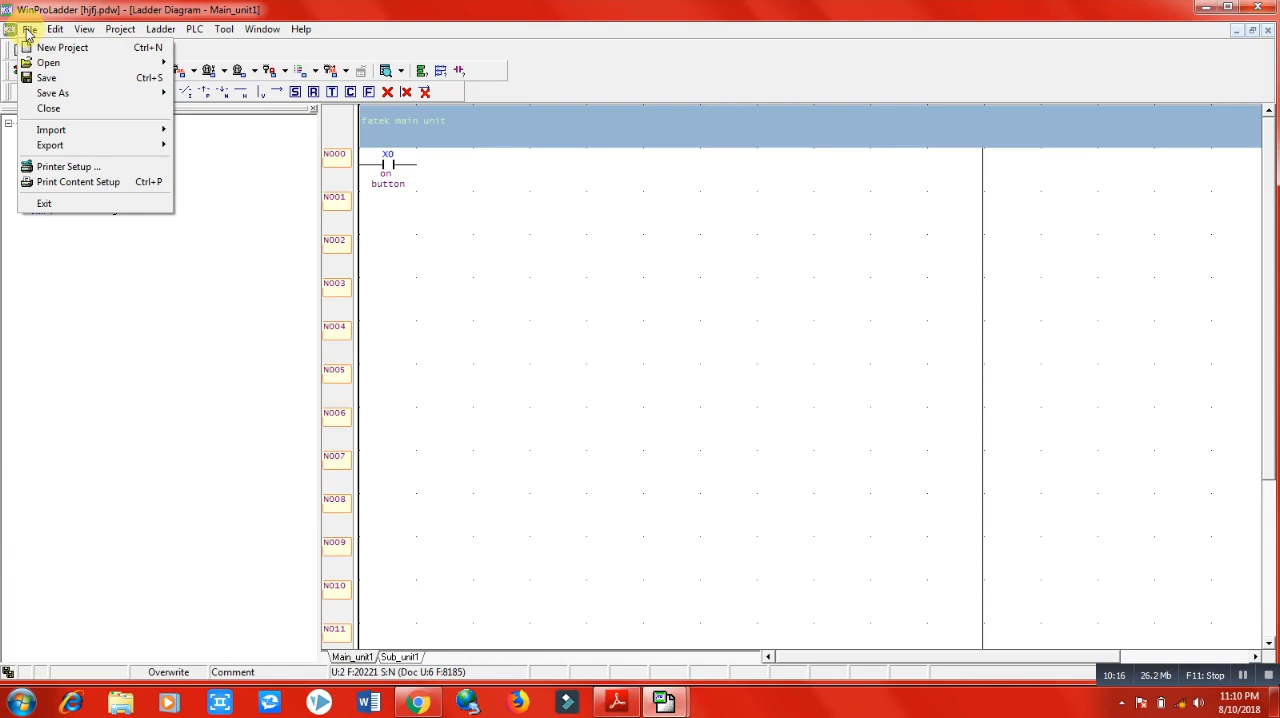 WinProLadder [hjfj.pdw] - [Ladder Diagram - Main_unit1]
File Edit View Project Ladder PLC Tool Window Help
New Project Ctrl+N
Open
Save Ctrl+S
Save As
Close
Import
Export
Printer Setup ...
Print Content Setup Ctrl+P
Exit
S R T C F
fatek main unit
N000 X0
on
button
N001
N002
N003
N004
N005
N006
N007
N008
N009
N010
N011
Main_unit1 Sub_unit1
Overwrite Comment U:2 F:20221 S:N (Doc U:6 F:8185)
10:16 26.2 Mb F11: Stop
11:10 PM
8/10/2018